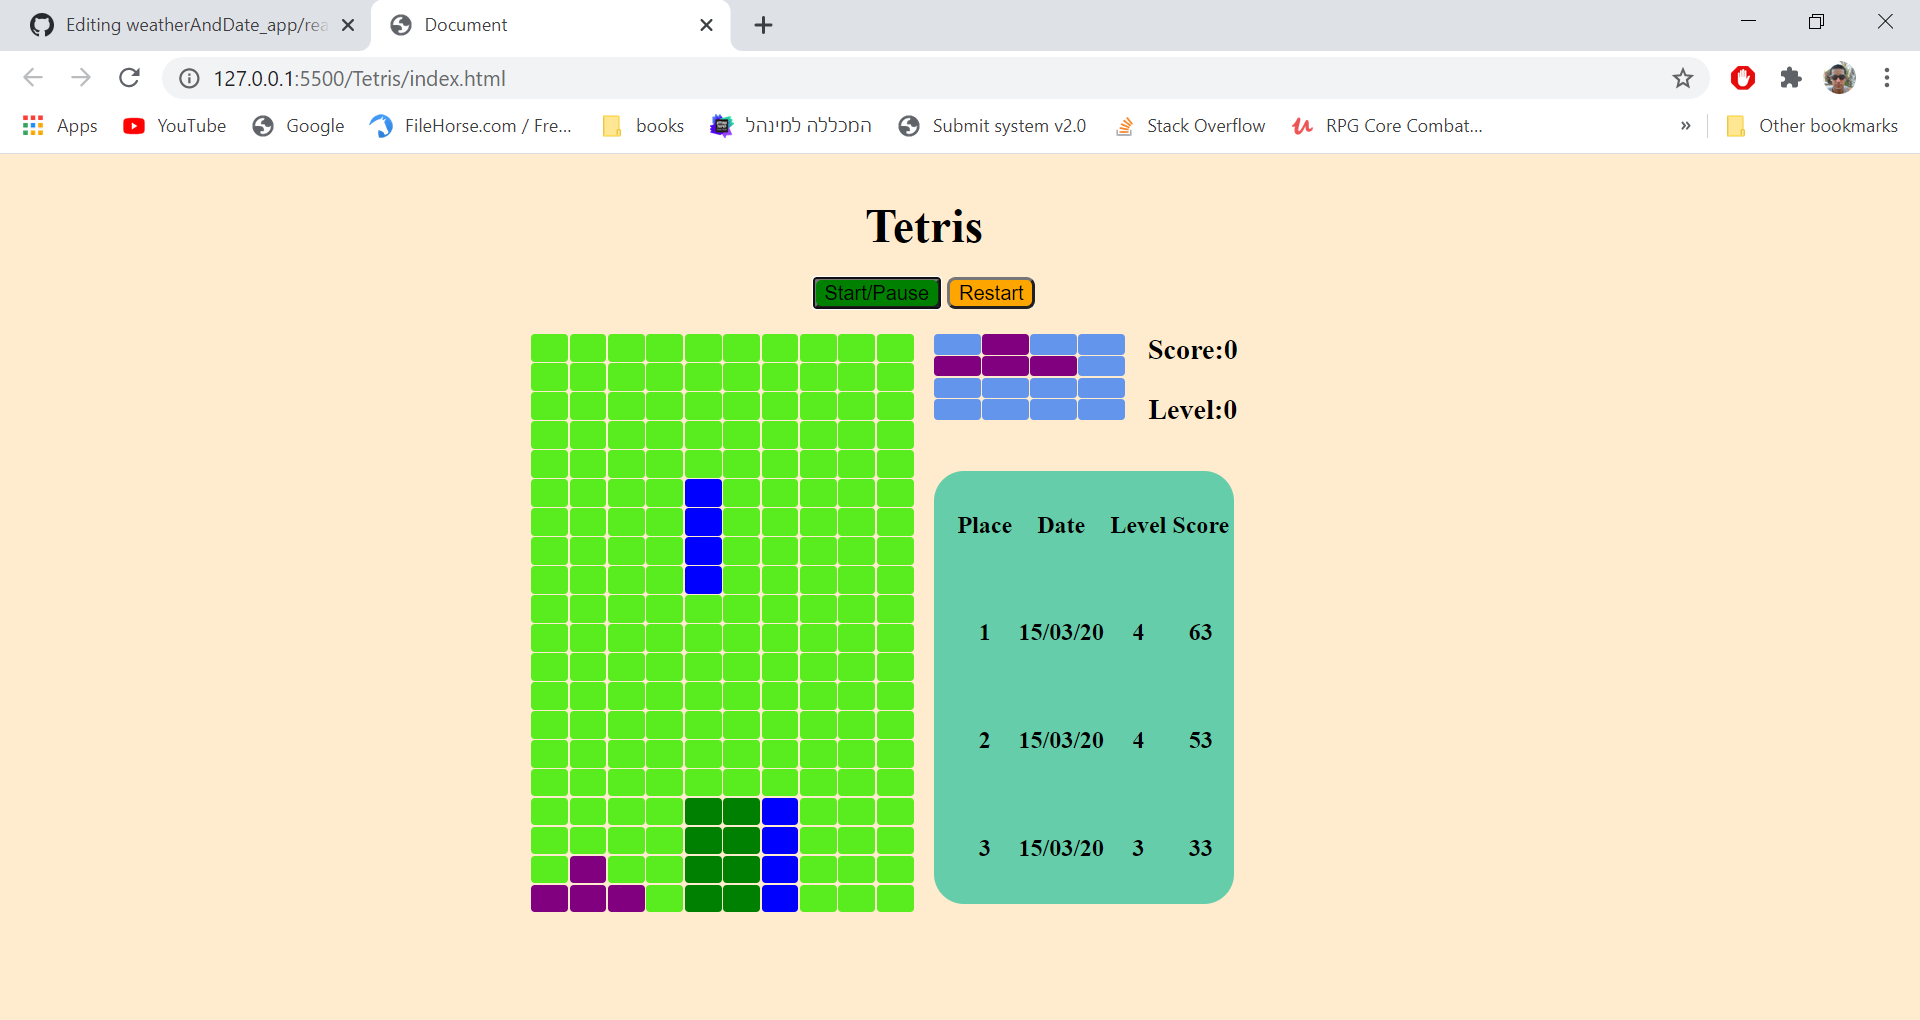 Editing weatherAndDate_app/rea
Document
127.0.0.1:5500/Tetris/index.html
Apps YouTube Google FileHorse.com / Fre... books המכללה למינהל Submit system v2.0 Stack Overflow RPG Core Combat... » Other bookmarks
Tetris
Start/Pause Restart
Score:0
Level:0
Place Date Level Score
1 15/03/20 4 63
2 15/03/20 4 53
3 15/03/20 3 33